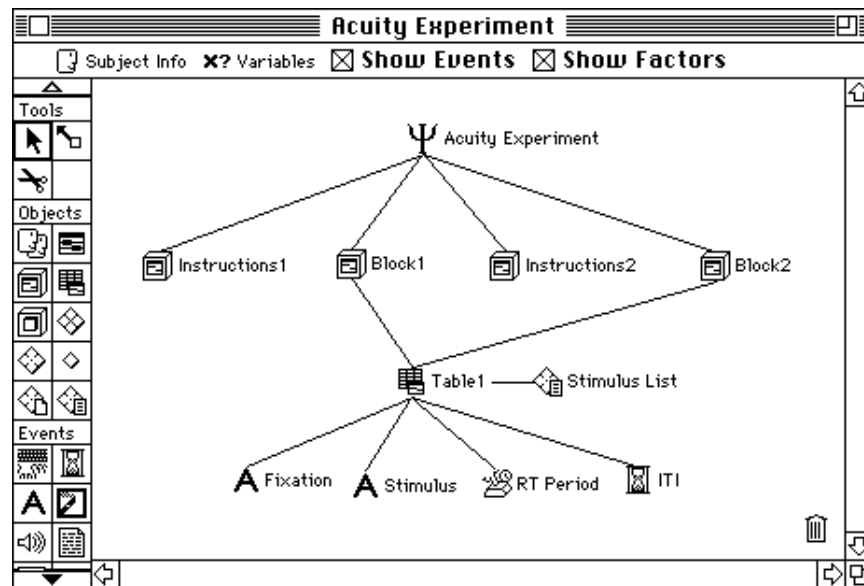 Acuity Experiment
Subject Info X? Variables Show Events Show Factors
Tools
Ψ Acuity Experiment
Objects
Instructions1 Block1 Instructions2 Block2
Table1 Stimulus List
Events
A Fixation A Stimulus RT Period ITI
A